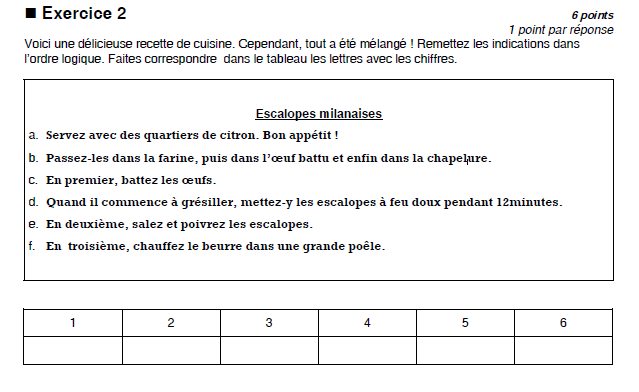 ■ Exercice 2
6 points
1 point par réponse
Voici une délicieuse recette de cuisine. Cependant, tout a été mélangé ! Remettez les indications dans
l'ordre logique. Faites correspondre dans le tableau les lettres avec les chiffres.
Escalopes milanaises
a. Servez avec des quartiers de citron. Bon appétit !
b. Passez-les dans la farine, puis dans l'œuf battu et enfin dans la chapelure.
c. En premier, battez les œufs.
d. Quand il commence à grésiller, mettez-y les escalopes à feu doux pendant 12minutes.
e. En deuxième, salez et poivrez les escalopes.
f. En troisième, chauffez le beurre dans une grande poêle.
1 2 3 4 5 6